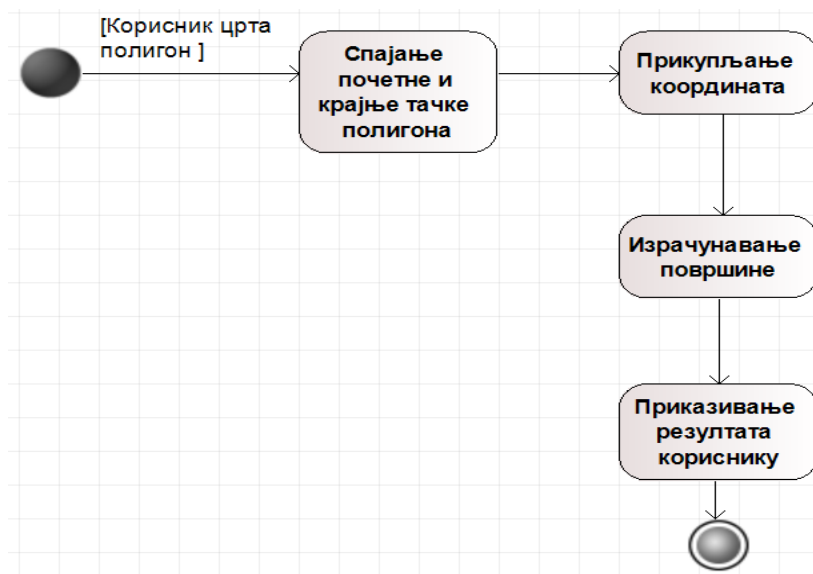 [Корисник црта
полигон ]
Спајање
почетне и
крајње тачке
полигона
Прикупљање
координата
Израчунавање
површине
Приказивање
резултата
кориснику